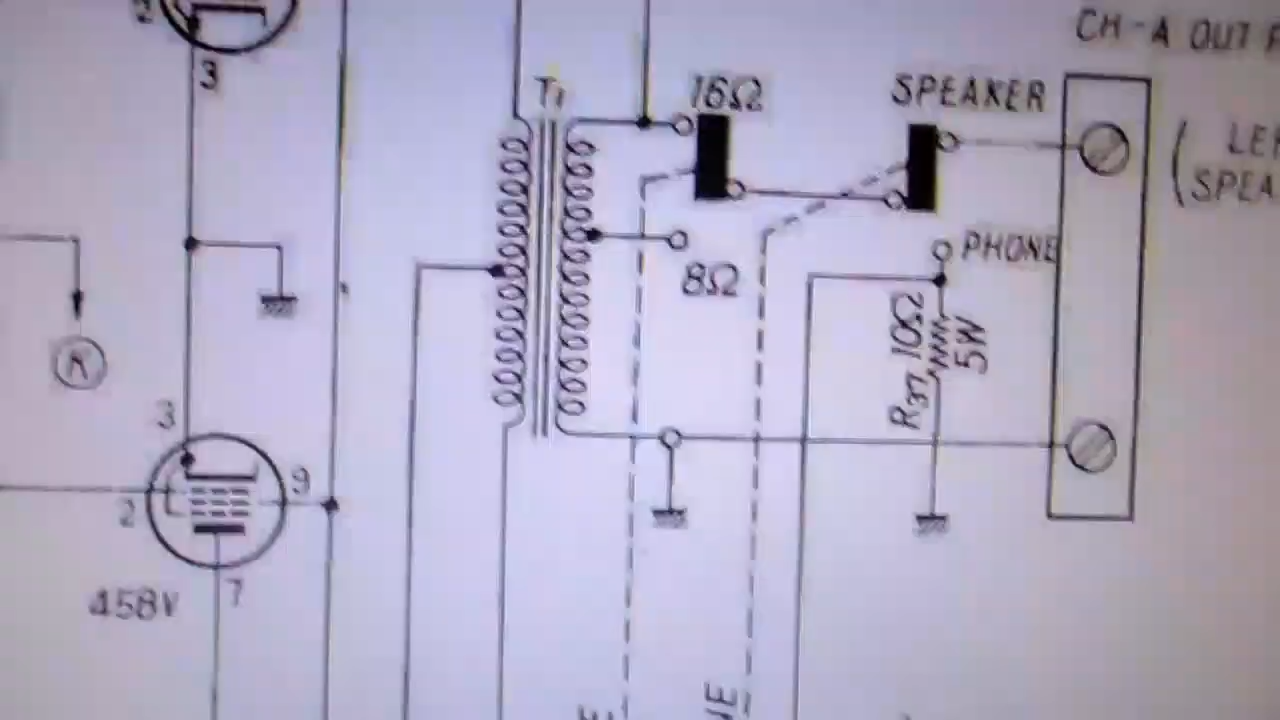 CH-A OUT
3
T1
16Ω
SPEAKER
8Ω
PHONE
R37 10Ω
5W
3
2
9
7
458V